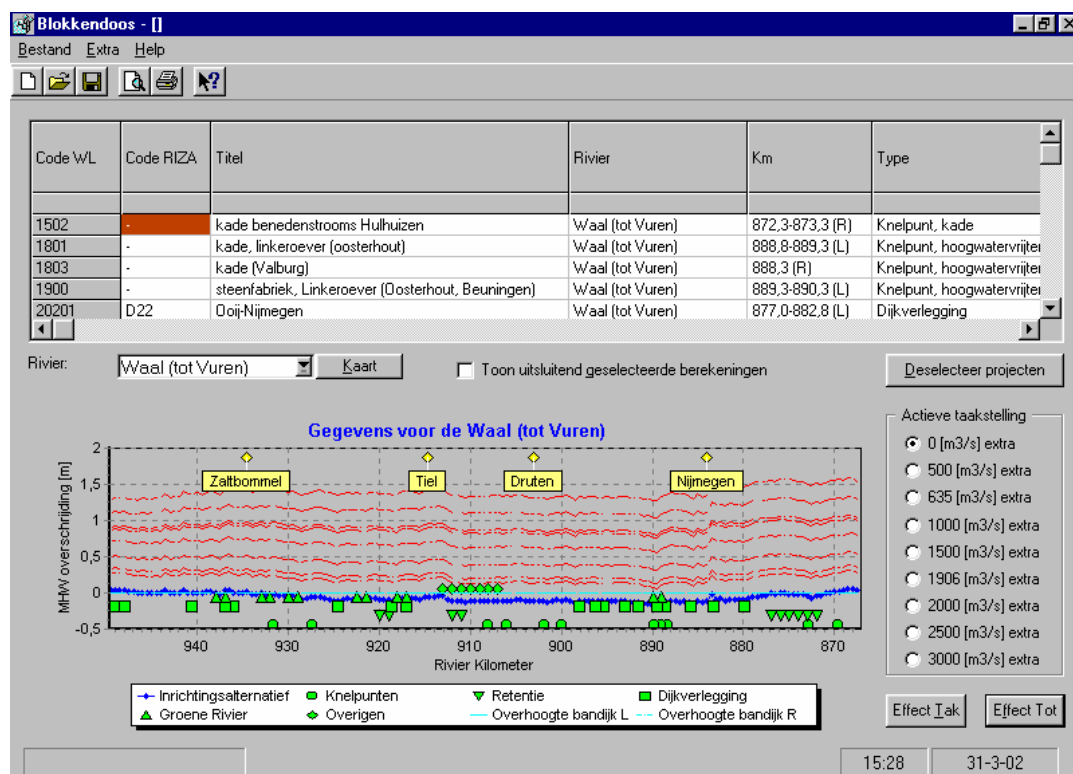 Blokkendoos - []
Bestand Extra Help
Code WL Code RIZA Titel Rivier Km Type
1502 - kade benedenstrooms Hulhuizen Waal (tot Vuren) 872,3-873,3 (R) Knelpunt, kade
1801 - kade, linkeroever (oosterhout) Waal (tot Vuren) 888,8-889,3 (L) Knelpunt, hoogwatervrijter
1803 - kade (Valburg) Waal (tot Vuren) 888,3 (R) Knelpunt, hoogwatervrijter
1900 - steenfabriek, Linkeroever (Oosterhout, Beuningen) Waal (tot Vuren) 889,3-890,3 (L) Knelpunt, hoogwatervrijter
20201 D22 Ooij-Nijmegen Waal (tot Vuren) 877,0-882,8 (L) Dijkverlegging
Rivier: Waal (tot Vuren) Kaart Toon uitsluitend geselecteerde berekeningen Deselecteer projecten
Gegevens voor de Waal (tot Vuren)
MHW overschrijding [m]
2
1,5
1
0,5
0
-0,5
Zaltbommel Tiel Druten Nijmegen
940 930 920 910 900 890 880 870
Rivier Kilometer
Inrichtingsalternatief Knelpunten Retentie Dijkverlegging
Groene Rivier Overigen Overhoogte bandijk L Overhoogte bandijk R
Actieve taakstelling
0 [m3/s] extra
500 [m3/s] extra
635 [m3/s] extra
1000 [m3/s] extra
1500 [m3/s] extra
1906 [m3/s] extra
2000 [m3/s] extra
2500 [m3/s] extra
3000 [m3/s] extra
Effect Tak Effect Tot
15:28 31-3-02